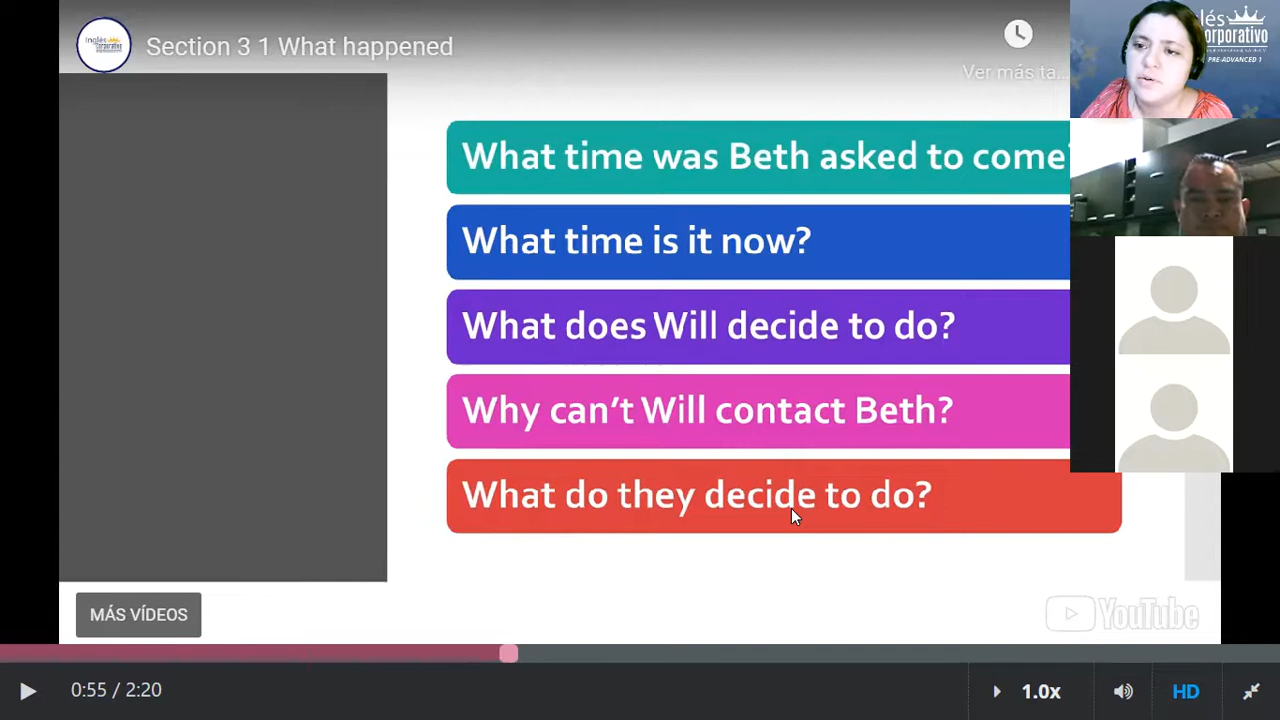 Section 3 1 What happened
Ver más ta...
lés
orporativo
PRE-ADVANCED 1
What time was Beth asked to come?
What time is it now?
What does Will decide to do?
Why can't Will contact Beth?
What do they decide to do?
MÁS VÍDEOS
YouTube
0:55 / 2:20
1.0x
HD